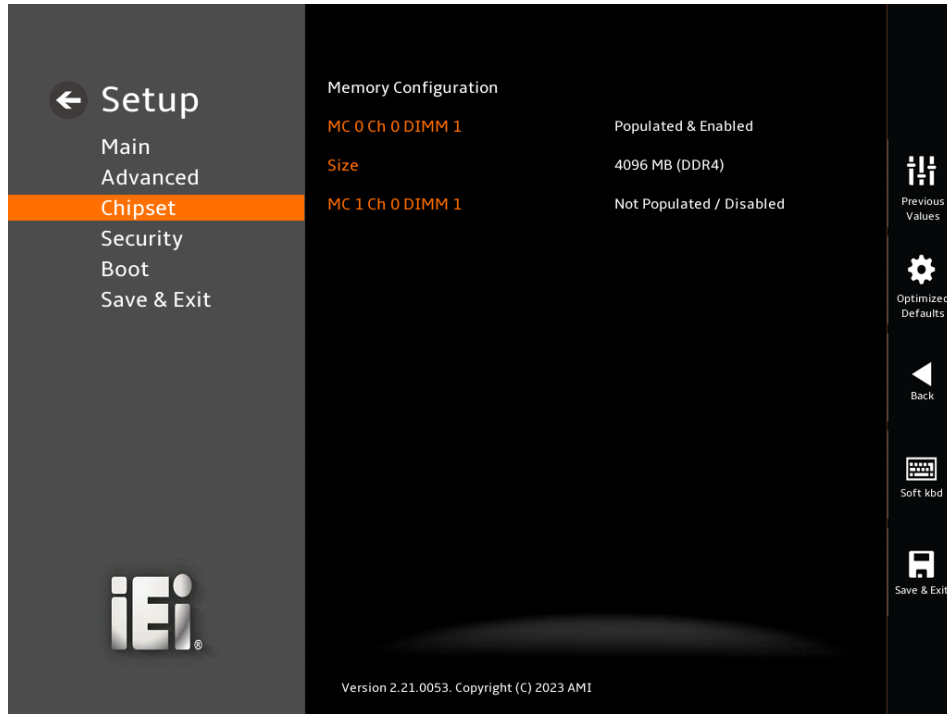 Setup
Main
Advanced
Chipset
Security
Boot
Save & Exit
iEi®
Memory Configuration
MC 0 Ch 0 DIMM 1 Populated & Enabled
Size 4096 MB (DDR4)
MC 1 Ch 0 DIMM 1 Not Populated / Disabled
Version 2.21.0053. Copyright (C) 2023 AMI
Previous
Values
Optimized
Defaults
Back
Soft kbd
Save & Exit